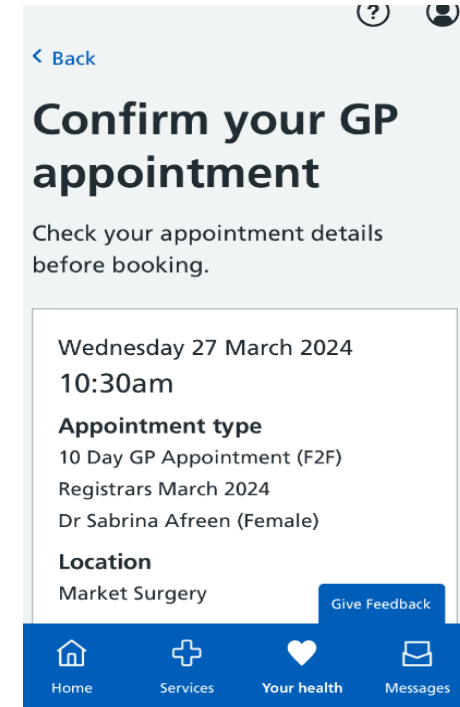 ?
Back
Confirm your GP
appointment
Check your appointment details
before booking.
Wednesday 27 March 2024
10:30am
Appointment type
10 Day GP Appointment (F2F)
Registrars March 2024
Dr Sabrina Afreen (Female)
Location
Market Surgery
Give Feedback
Home Services Your health Messages